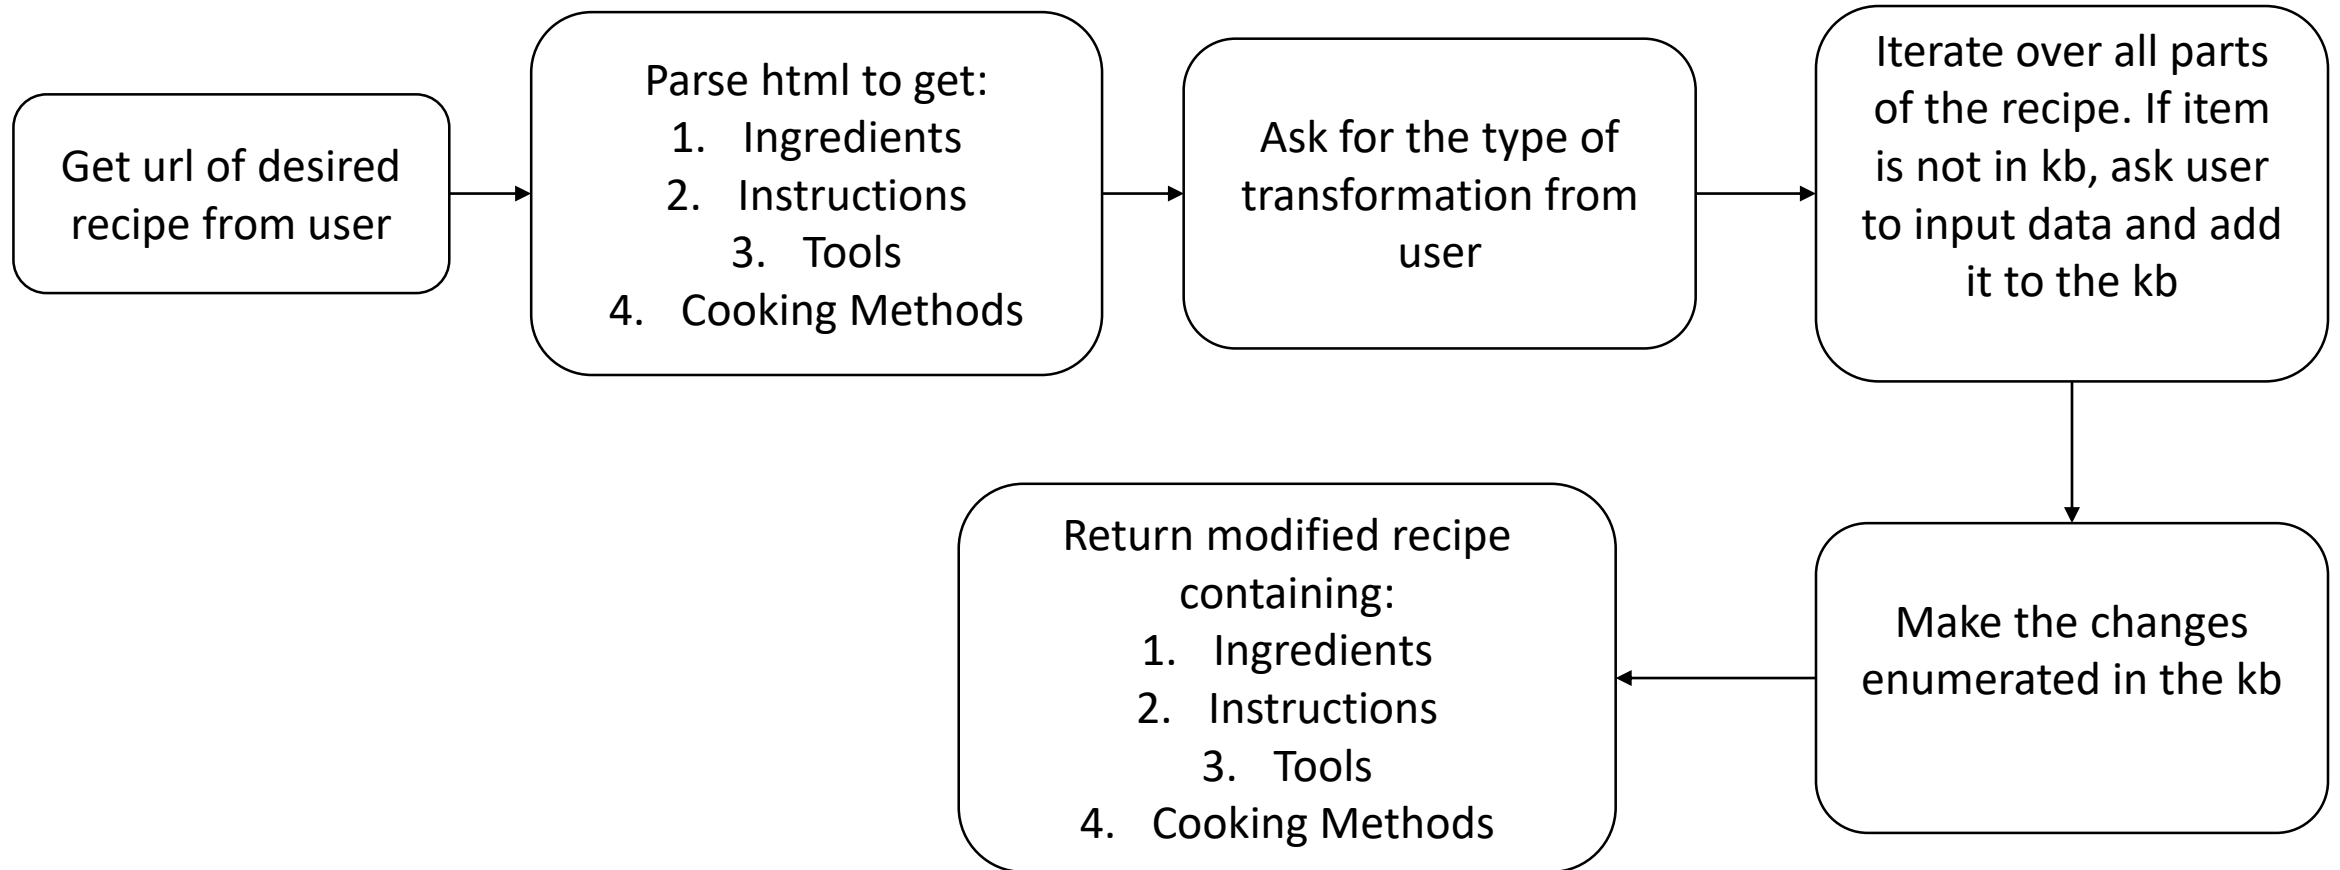 Get url of desired
recipe from user
Parse html to get:
1. Ingredients
2. Instructions
3. Tools
4. Cooking Methods
Ask for the type of
transformation from
user
Iterate over all parts
of the recipe. If item
is not in kb, ask user
to input data and add
it to the kb
Make the changes
enumerated in the kb
Return modified recipe
containing:
1. Ingredients
2. Instructions
3. Tools
4. Cooking Methods